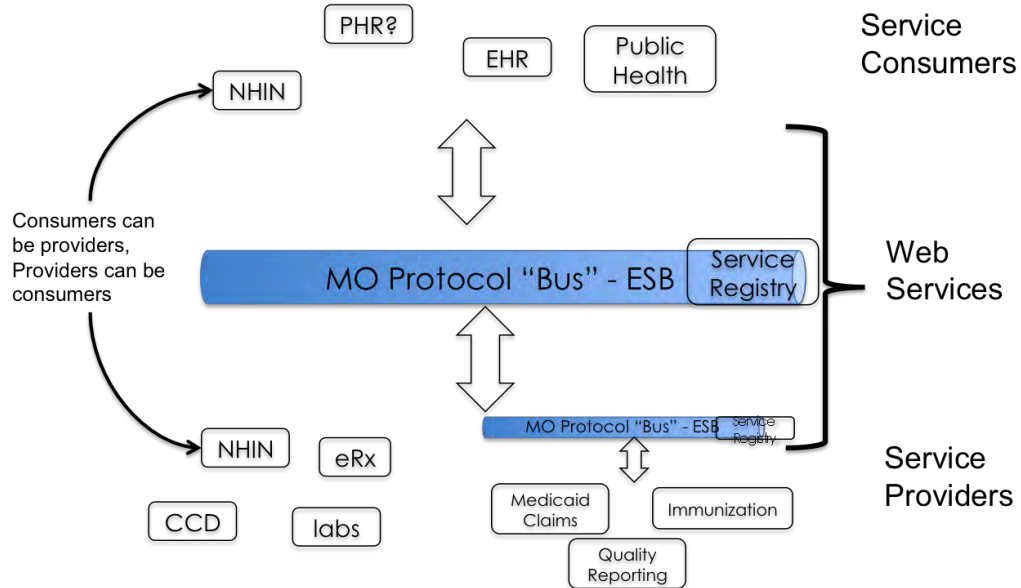 PHR?
EHR
Public
Health
Service
Consumers
NHIN
Consumers can
be providers,
Providers can be
consumers
MO Protocol “Bus” - ESB
Service
Registry
Web
Services
MO Protocol “Bus” - ESB
Service
Registry
NHIN
eRx
CCD
labs
Medicaid
Claims
Immunization
Quality
Reporting
Service
Providers